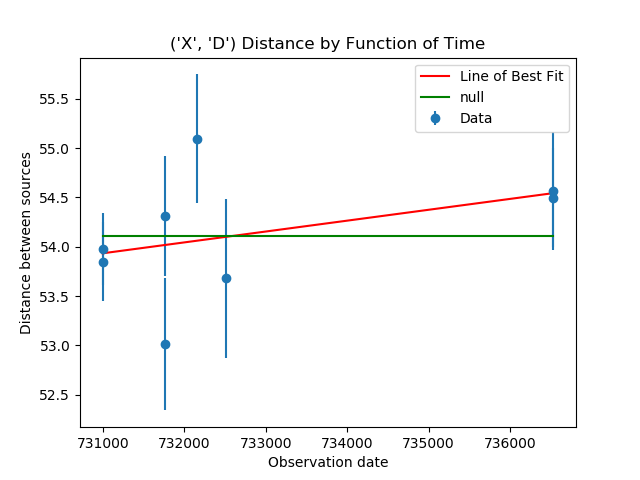 ('X', 'D') Distance by Function of Time
Line of Best Fit
null
Data
Distance between sources
55.5
55.0
54.5
54.0
53.5
53.0
52.5
731000 732000 733000 734000 735000 736000
Observation date